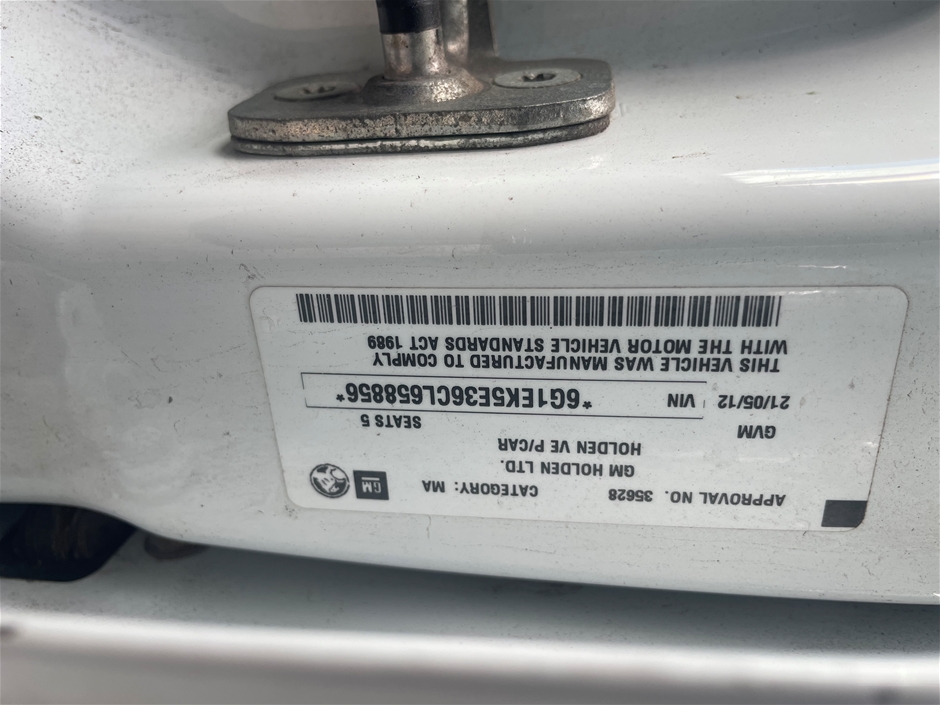 APPROVAL NO. 35628 CATEGORY: MA GM
GM HOLDEN LTD.
HOLDEN VE P/CAR
GVM SEATS 5
21/05/12 VIN *6G1EK5E36CL658856*
THIS VEHICLE WAS MANUFACTURED TO COMPLY
WITH THE MOTOR VEHICLE STANDARDS ACT 1989